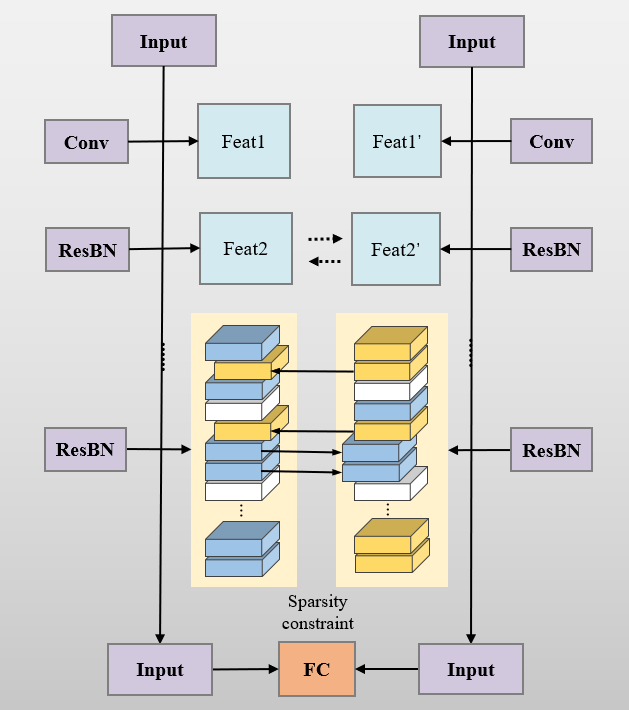 Input
Input
Conv
Feat1
Feat1'
Conv
ResBN
Feat2
Feat2'
ResBN
ResBN
ResBN
Sparsity
constraint
Input
FC
Input